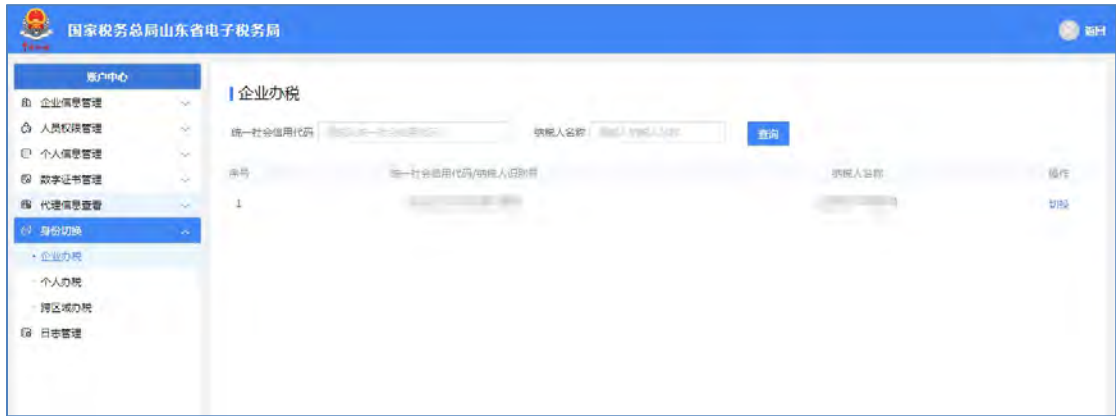 国家税务总局山东省电子税务局
返回
账户中心
企业信息管理
人员权限管理
个人信息管理
数字证书管理
代理信息查看
身份切换
企业办税
个人办税
跨区域办税
日志管理
企业办税
统一社会信用代码
纳税人名称
查询
序号 统一社会信用代码/纳税人识别号 纳税人名称 操作
1 切换